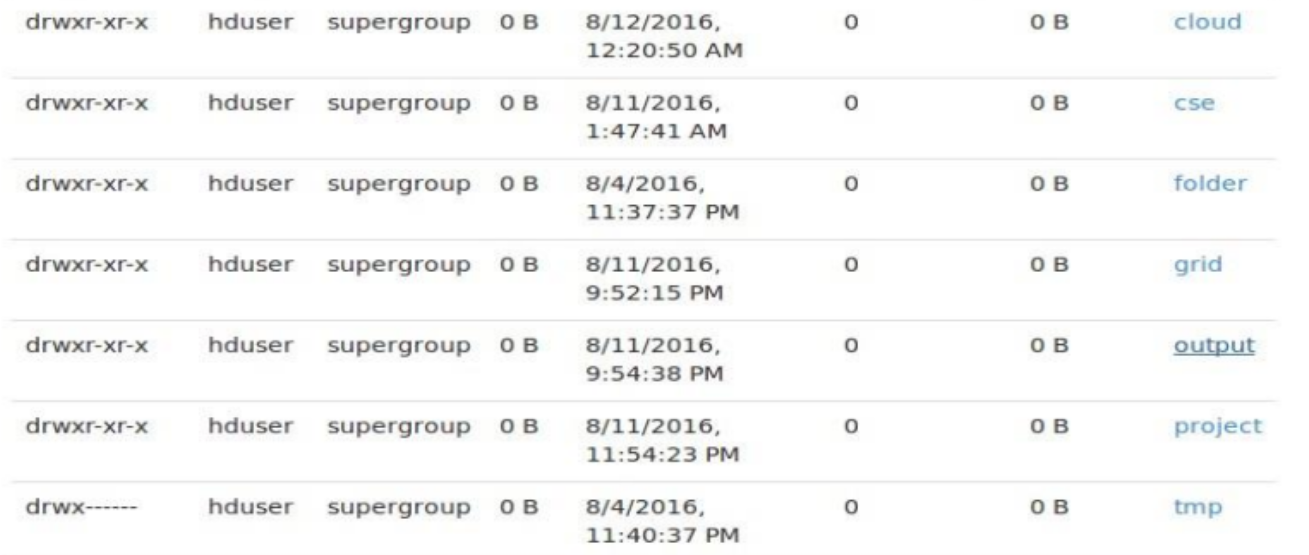 drwxr-xr-x hduser supergroup 0 B 8/12/2016, 0 0 B cloud
12:20:50 AM
drwxr-xr-x hduser supergroup 0 B 8/11/2016, 0 0 B cse
1:47:41 AM
drwxr-xr-x hduser supergroup 0 B 8/4/2016, 0 0 B folder
11:37:37 PM
drwxr-xr-x hduser supergroup 0 B 8/11/2016, 0 0 B grid
9:52:15 PM
drwxr-xr-x hduser supergroup 0 B 8/11/2016, 0 0 B output
9:54:38 PM
drwxr-xr-x hduser supergroup 0 B 8/11/2016, 0 0 B project
11:54:23 PM
drwx------ hduser supergroup 0 B 8/4/2016, 0 0 B tmp
11:40:37 PM